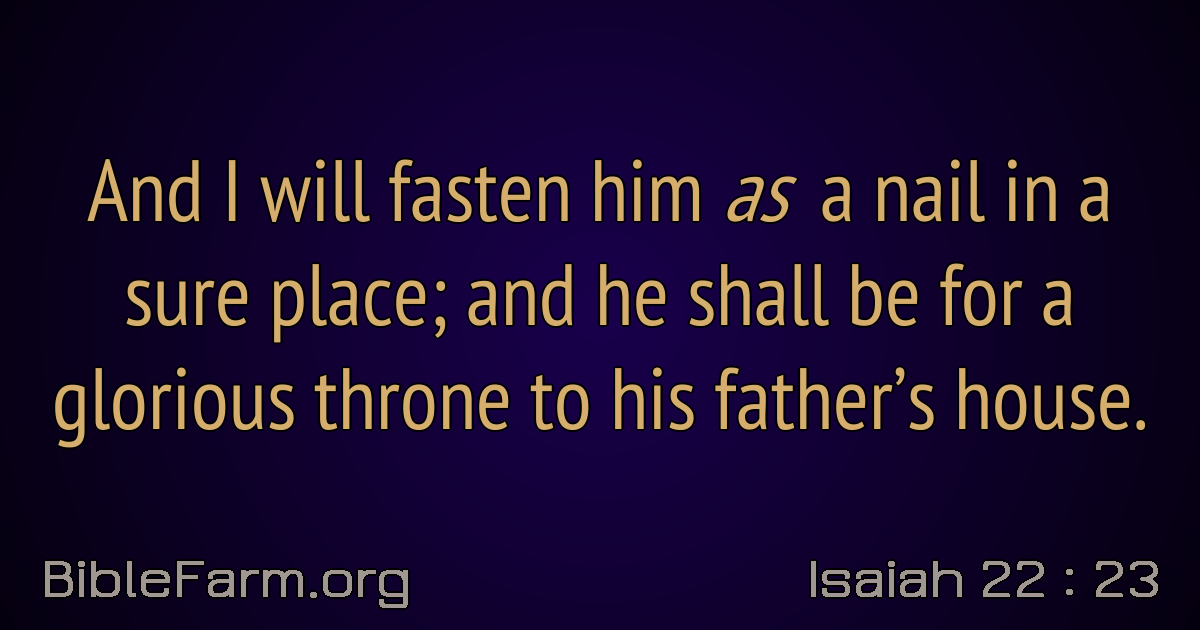 And I will fasten him as a nail in a
sure place; and he shall be for a
glorious throne to his father’s house.
BibleFarm.org
Isaiah 22 : 23